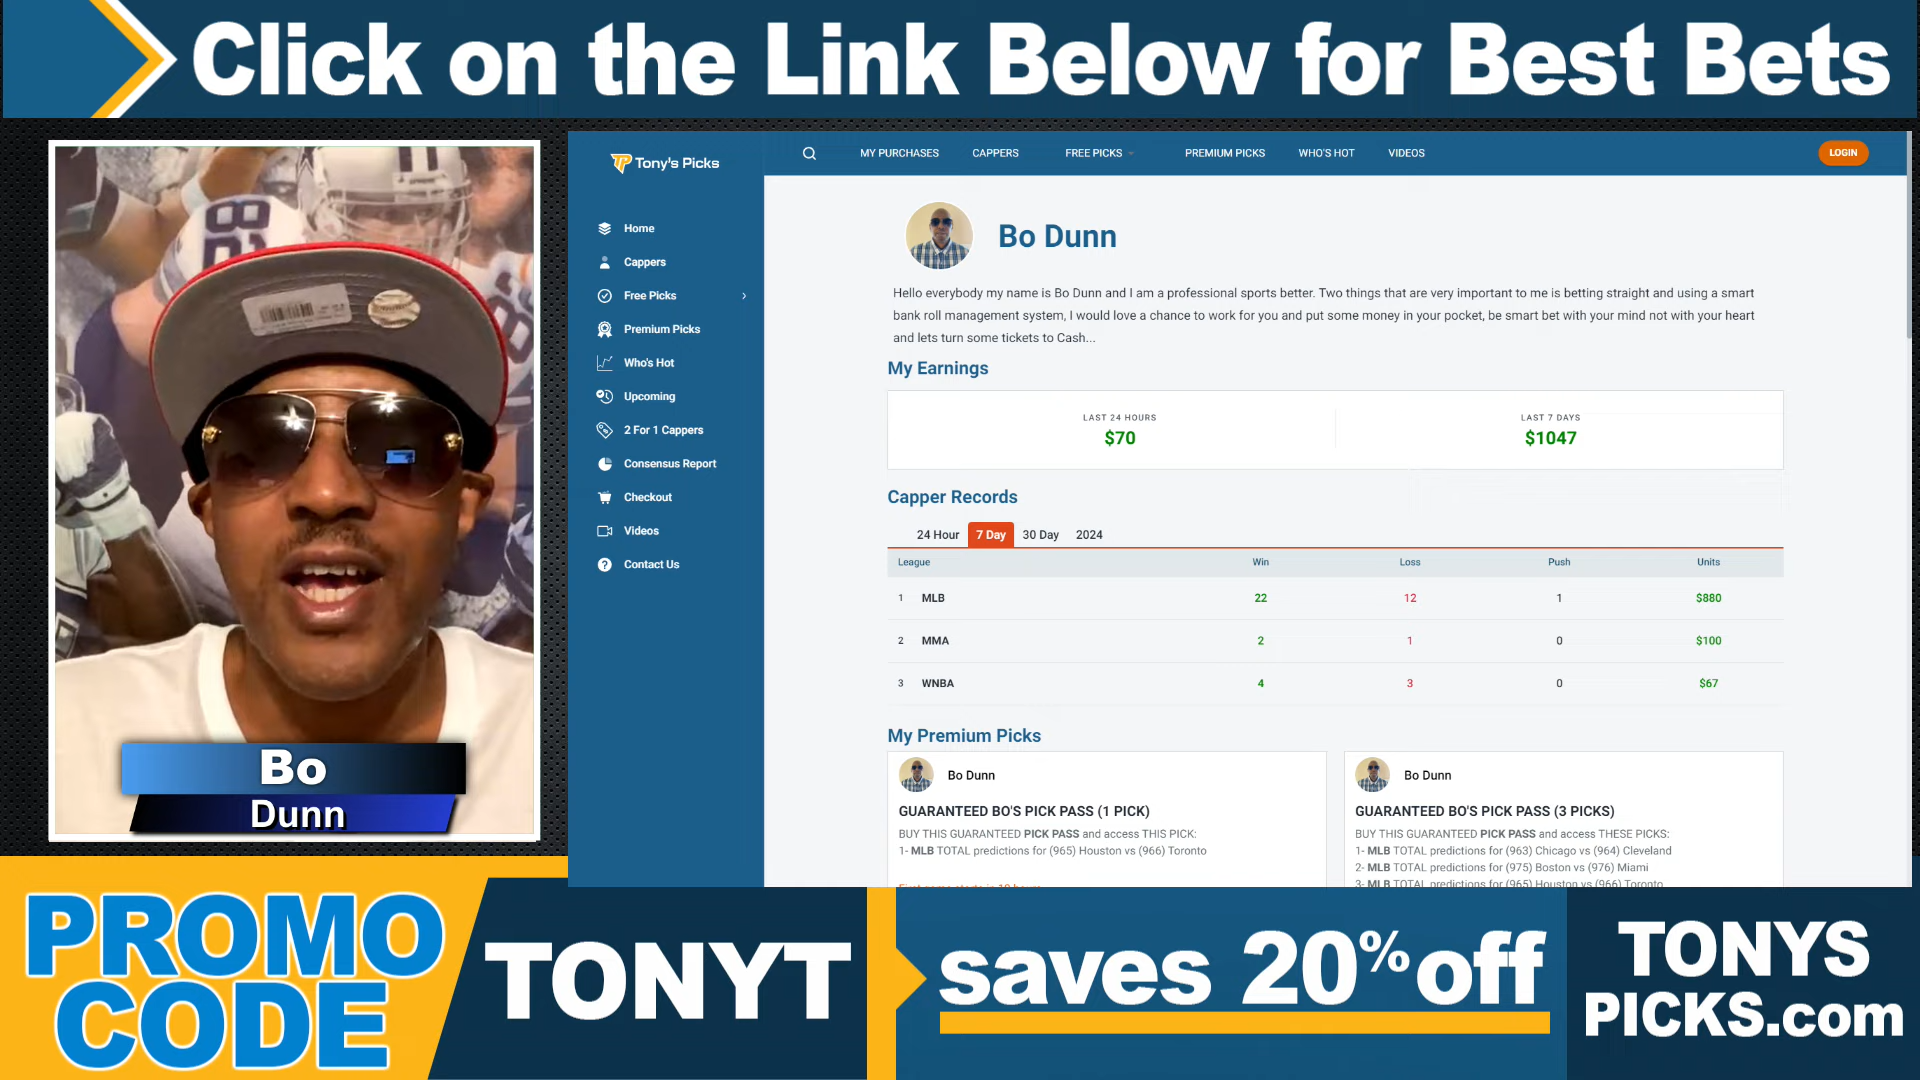 Click on the Link Below for Best Bets
Bo
Dunn
Tony's Picks
MY PURCHASES CAPPERS FREE PICKS PREMIUM PICKS WHO'S HOT VIDEOS LOGIN
Home
Cappers
Free Picks
Premium Picks
Who's Hot
Upcoming
2 For 1 Cappers
Consensus Report
Checkout
Videos
Contact Us
Bo Dunn
Hello everybody my name is Bo Dunn and I am a professional sports better. Two things that are very important to me is betting straight and using a smart
bank roll management system, I would love a chance to work for you and put some money in your pocket, be smart bet with your mind not with your heart
and lets turn some tickets to Cash...
My Earnings
LAST 24 HOURS
$70
LAST 7 DAYS
$1047
Capper Records
24 Hour 7 Day 30 Day 2024
League Win Loss Push Units
1 MLB 22 12 1 $880
2 MMA 2 1 0 $100
3 WNBA 4 3 0 $67
My Premium Picks
Bo Dunn
GUARANTEED BO'S PICK PASS (1 PICK)
BUY THIS GUARANTEED PICK PASS and access THIS PICK:
1- MLB TOTAL predictions for (965) Houston vs (966) Toronto
Bo Dunn
GUARANTEED BO'S PICK PASS (3 PICKS)
BUY THIS GUARANTEED PICK PASS and access THESE PICKS:
1- MLB TOTAL predictions for (963) Chicago vs (964) Cleveland
2- MLB TOTAL predictions for (975) Boston vs (976) Miami
3- MLB TOTAL predictions for (965) Houston vs (966) Toronto
PROMO
CODE
TONYT
saves 20% off
TONYS
PICKS.com